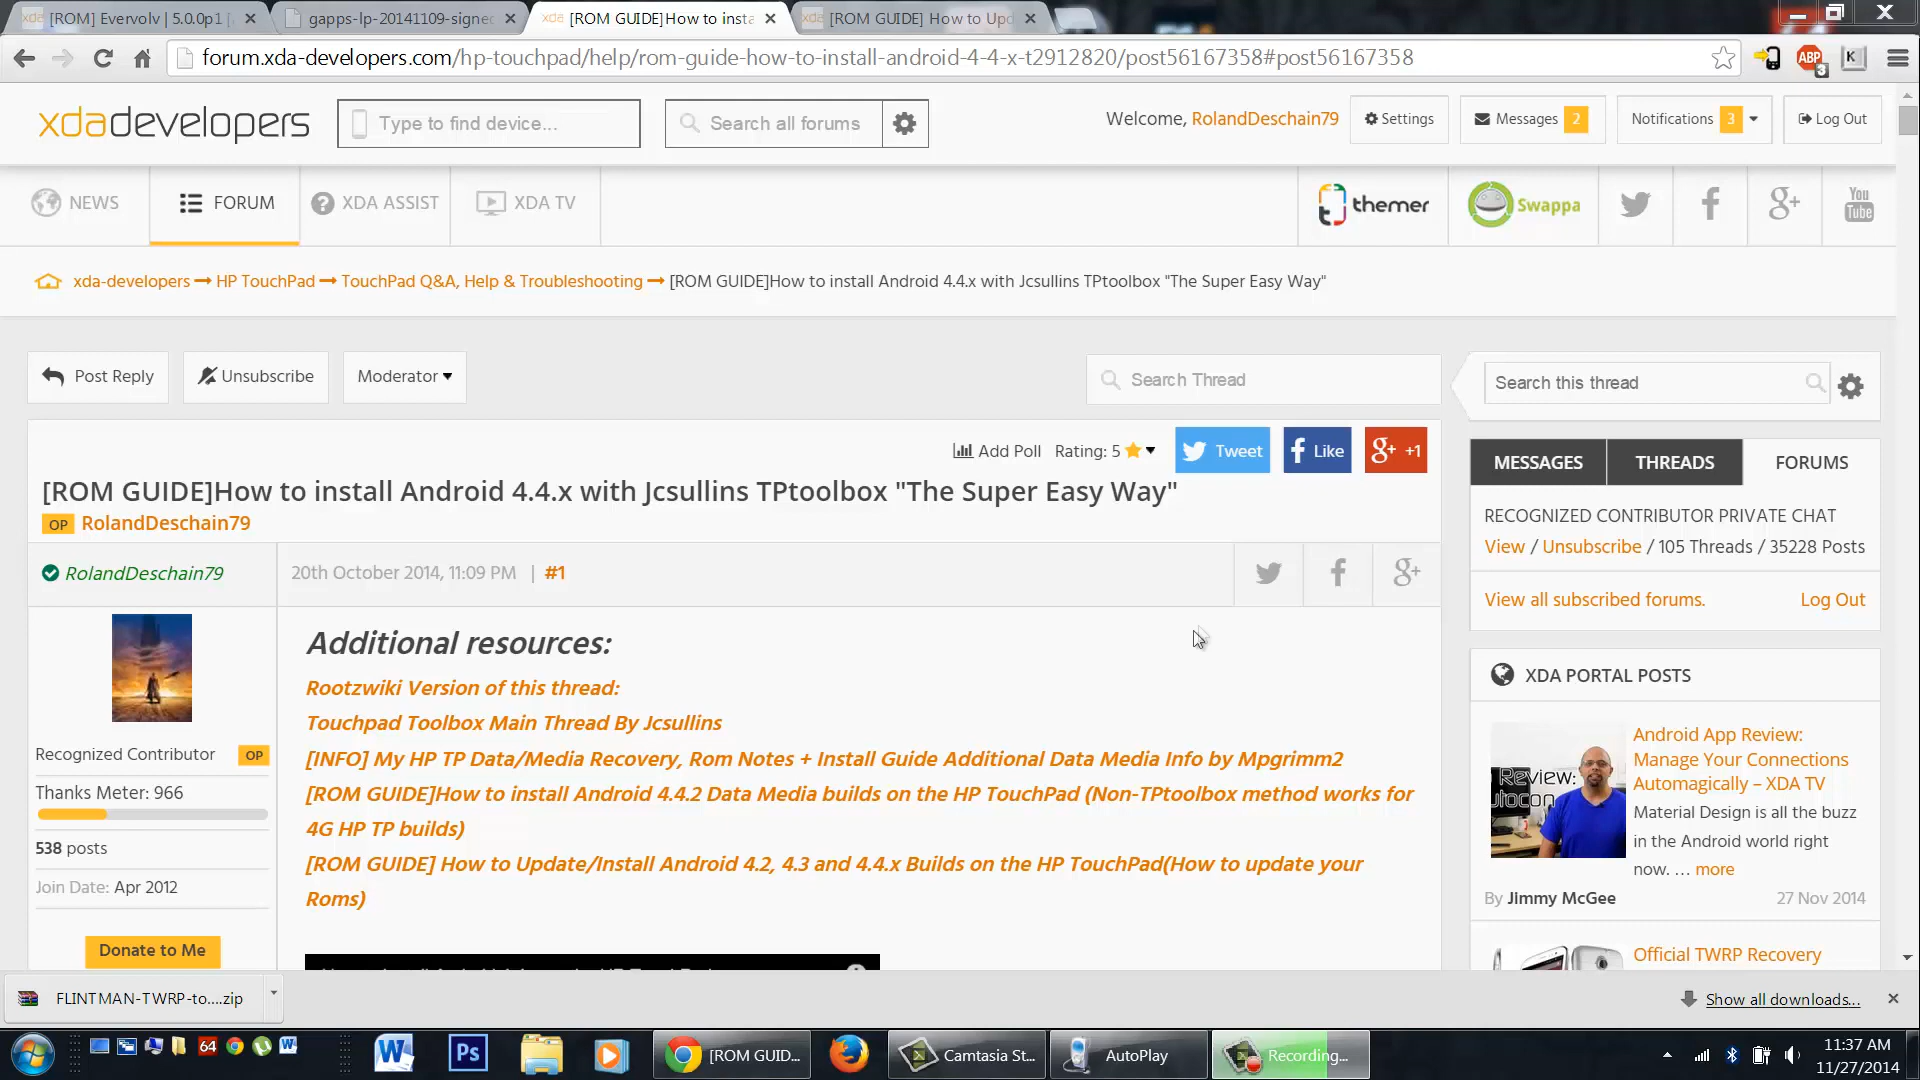 [ROM] Evervolv | 5.0.0p1
gapps-lp-20141109-signed
[ROM GUIDE]How to insta
[ROM GUIDE] How to Upd
forum.xda-developers.com/hp-touchpad/help/rom-guide-how-to-install-android-4-4-x-t2912820/post56167358#post56167358
ABP
3
K
xdadevelopers
Type to find device...
Search all forums
Welcome, RolandDeschain79
Settings
Messages 2
Notifications 3
Log Out
NEWS
FORUM
XDA ASSIST
XDA TV
themer
Swappa
You Tube
xda-developers → HP TouchPad → TouchPad Q&A, Help & Troubleshooting → [ROM GUIDE]How to install Android 4.4.x with Jcsullins TPtoolbox "The Super Easy Way"
Post Reply
Unsubscribe
Moderator
Search Thread
Search this thread
Add Poll
Rating: 5
Tweet
Like
g+ +1
[ROM GUIDE]How to install Android 4.4.x with Jcsullins TPtoolbox "The Super Easy Way"
OP RolandDeschain79
RolandDeschain79
20th October 2014, 11:09 PM | #1
Recognized Contributor OP
Thanks Meter: 966
538 posts
Join Date: Apr 2012
Donate to Me
Additional resources:
Rootzwiki Version of this thread:
Touchpad Toolbox Main Thread By Jcsullins
[INFO] My HP TP Data/Media Recovery, Rom Notes + Install Guide Additional Data Media Info by Mpgrimm2
[ROM GUIDE]How to install Android 4.4.2 Data Media builds on the HP TouchPad (Non-TPtoolbox method works for
4G HP TP builds)
[ROM GUIDE] How to Update/Install Android 4.2, 4.3 and 4.4.x Builds on the HP TouchPad(How to update your
Roms)
MESSAGES
THREADS
FORUMS
RECOGNIZED CONTRIBUTOR PRIVATE CHAT
View / Unsubscribe / 105 Threads / 35228 Posts
View all subscribed forums.
Log Out
XDA PORTAL POSTS
Review:
Android App Review:
Manage Your Connections
Automagically – XDA TV
Material Design is all the buzz
in the Android world right
now. … more
By Jimmy McGee
27 Nov 2014
Official TWRP Recovery
FLINTMAN-TWRP-to....zip
Show all downloads...
64
Ps
[ROM GUID...
Camtasia St...
AutoPlay
Recording...
11:37 AM
11/27/2014